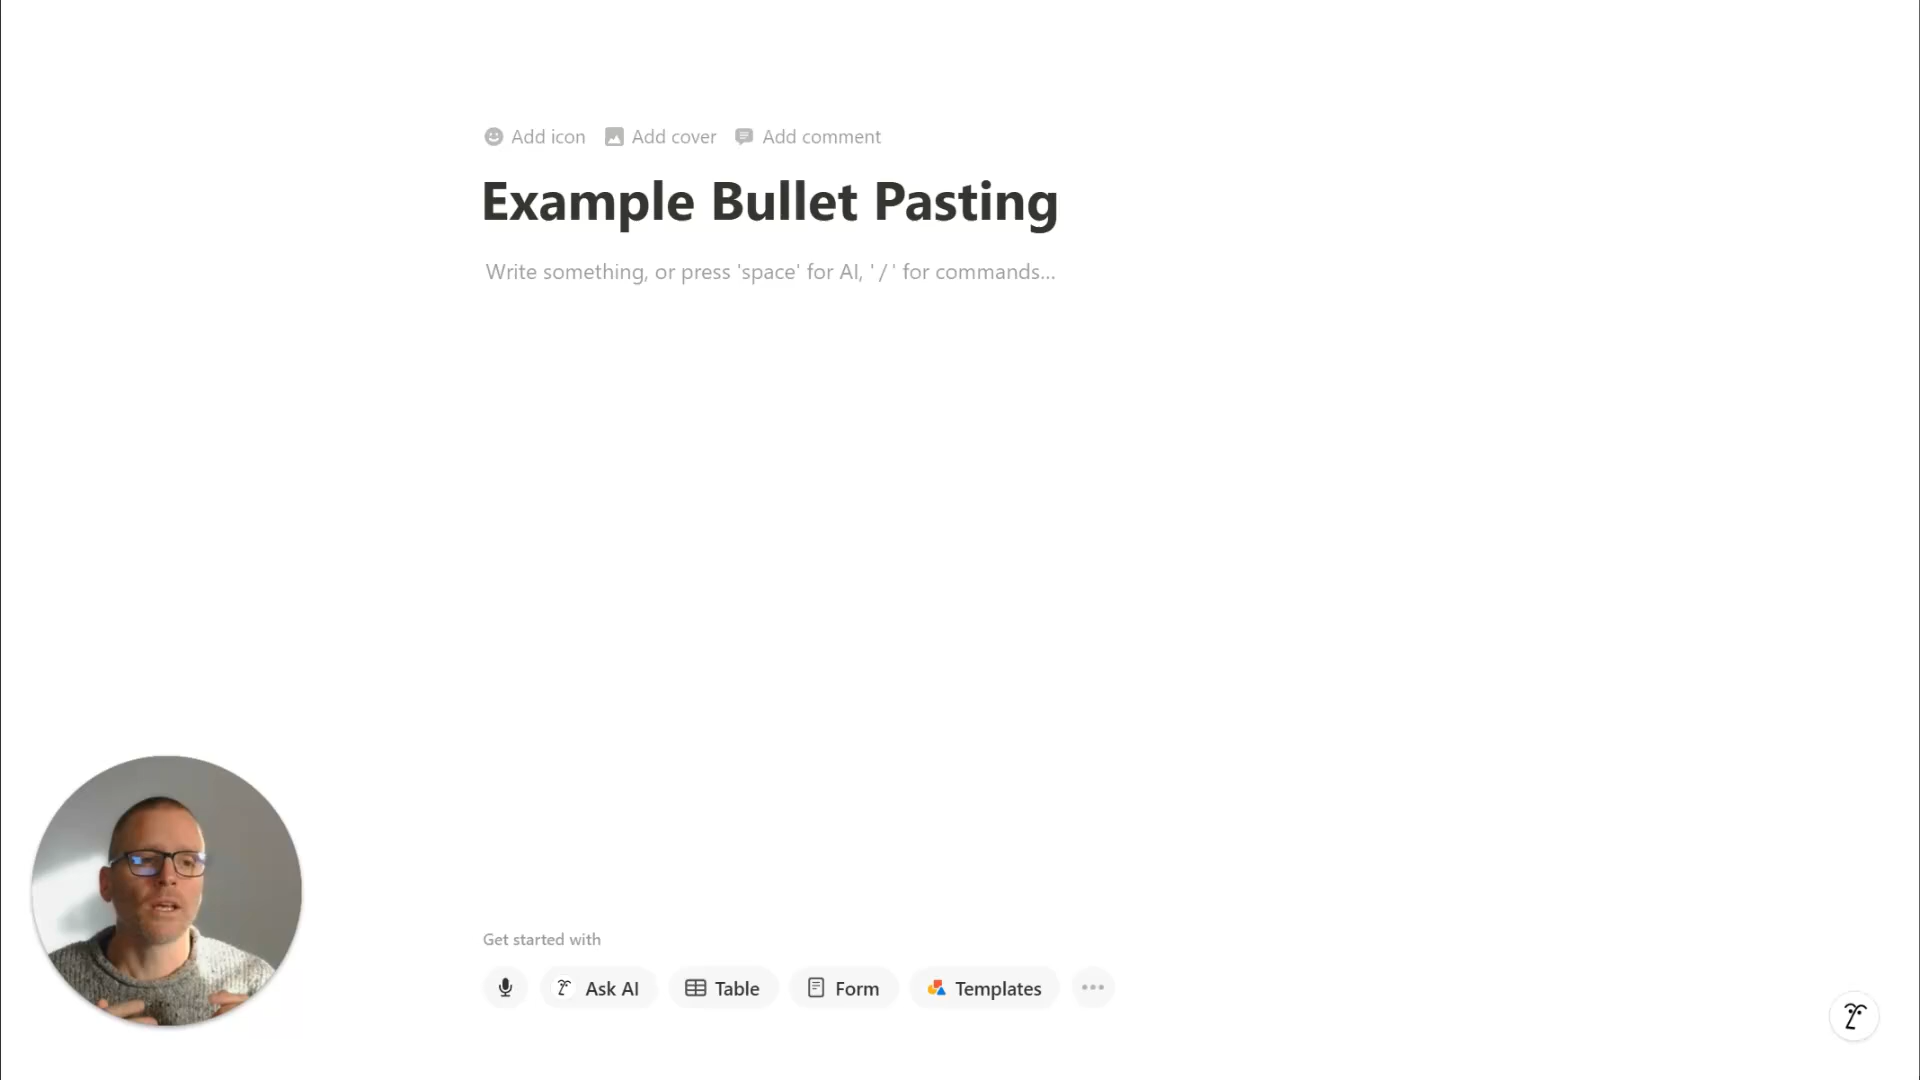 Add icon Add cover Add comment
Example Bullet Pasting
Write something, or press 'space' for AI, '/' for commands...
Get started with
Ask AI Table Form Templates